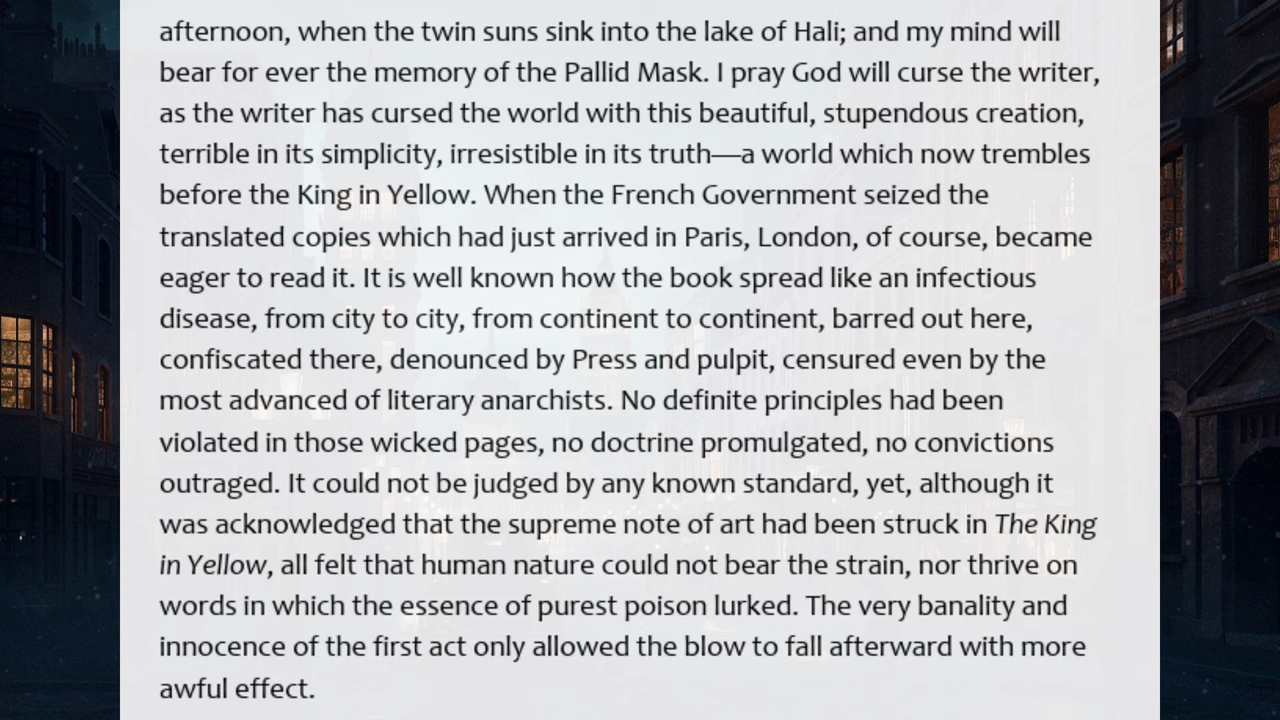 afternoon, when the twin suns sink into the lake of Hali; and my mind will
bear for ever the memory of the Pallid Mask. I pray God will curse the writer,
as the writer has cursed the world with this beautiful, stupendous creation,
terrible in its simplicity, irresistible in its truth—a world which now trembles
before the King in Yellow. When the French Government seized the
translated copies which had just arrived in Paris, London, of course, became
eager to read it. It is well known how the book spread like an infectious
disease, from city to city, from continent to continent, barred out here,
confiscated there, denounced by Press and pulpit, censured even by the
most advanced of literary anarchists. No definite principles had been
violated in those wicked pages, no doctrine promulgated, no convictions
outraged. It could not be judged by any known standard, yet, although it
was acknowledged that the supreme note of art had been struck in The King
in Yellow, all felt that human nature could not bear the strain, nor thrive on
words in which the essence of purest poison lurked. The very banality and
innocence of the first act only allowed the blow to fall afterward with more
awful effect.